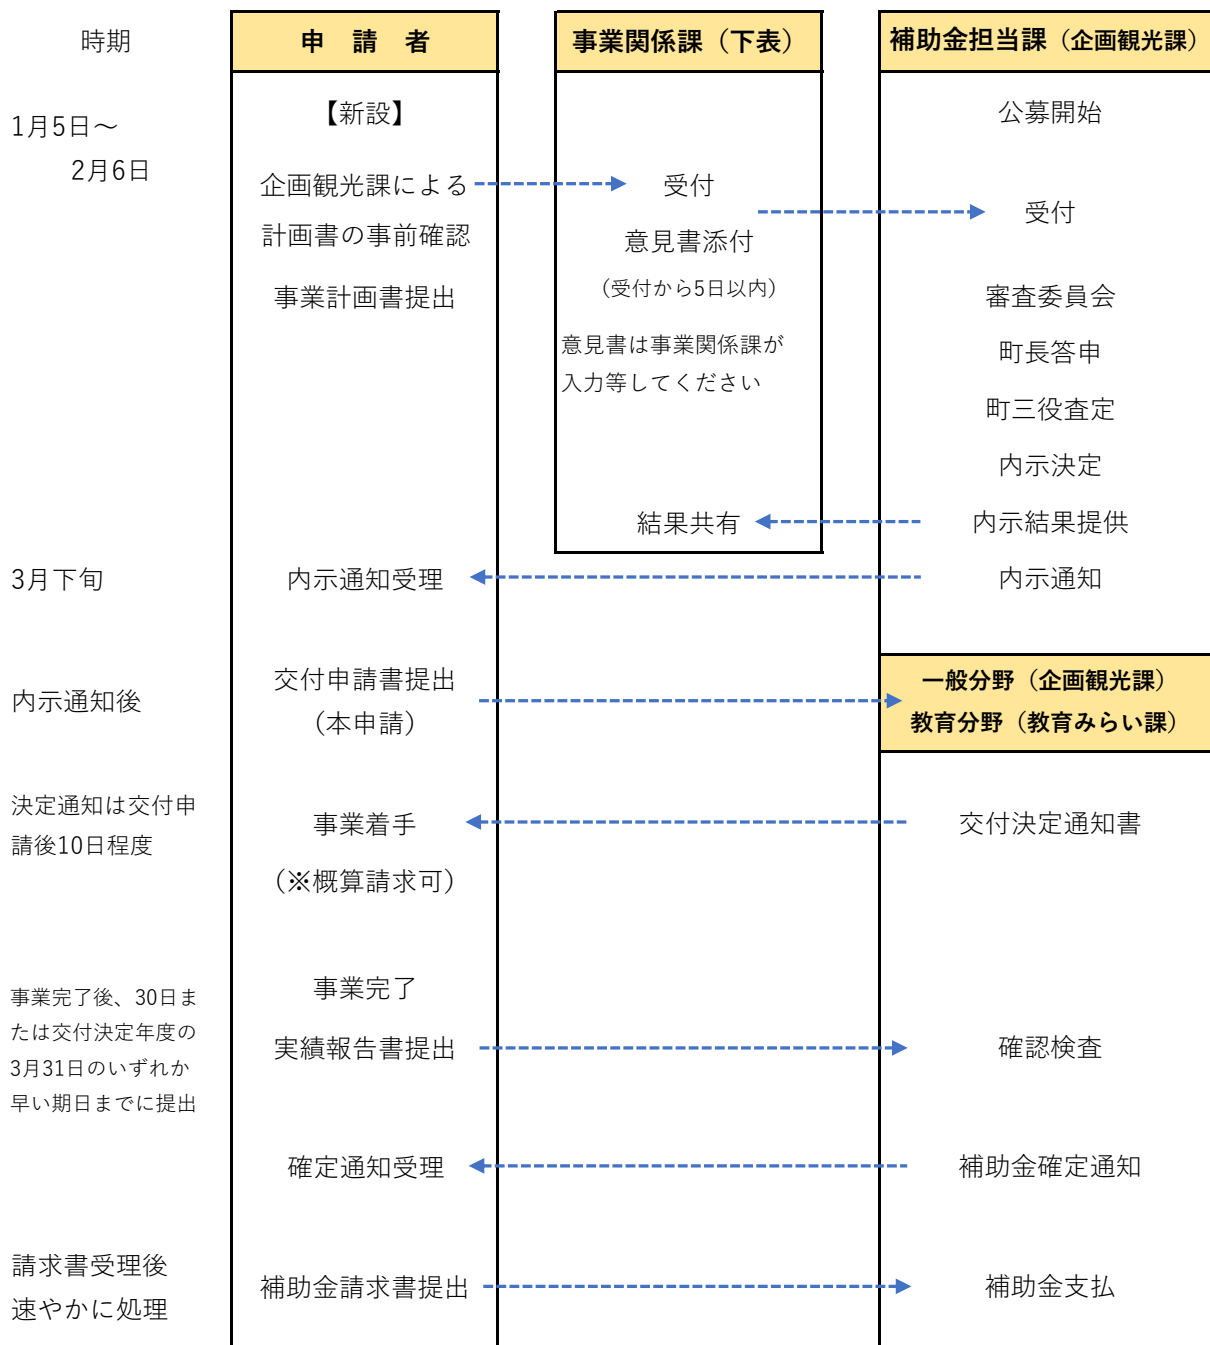 時期
申　請　者
事業関係課（下表）
補助金担当課（企画観光課）
1月5日～
2月6日
【新設】
公募開始
企画観光課による
計画書の事前確認
事業計画書提出
受付
意見書添付
（受付から5日以内）
意見書は事業関係課が
入力等してください
受付
審査委員会
町長答申
町三役査定
内示決定
結果共有
内示結果提供
3月下旬
内示通知受理
内示通知
内示通知後
交付申請書提出
（本申請）
一般分野（企画観光課）
教育分野（教育みらい課）
決定通知は交付申
請後10日程度
事業着手
（※概算請求可）
交付決定通知書
事業完了後、30日ま
たは交付決定年度の
3月31日のいずれか
早い期日までに提出
事業完了
実績報告書提出
確認検査
確定通知受理
補助金確定通知
請求書受理後
速やかに処理
補助金請求書提出
補助金支払